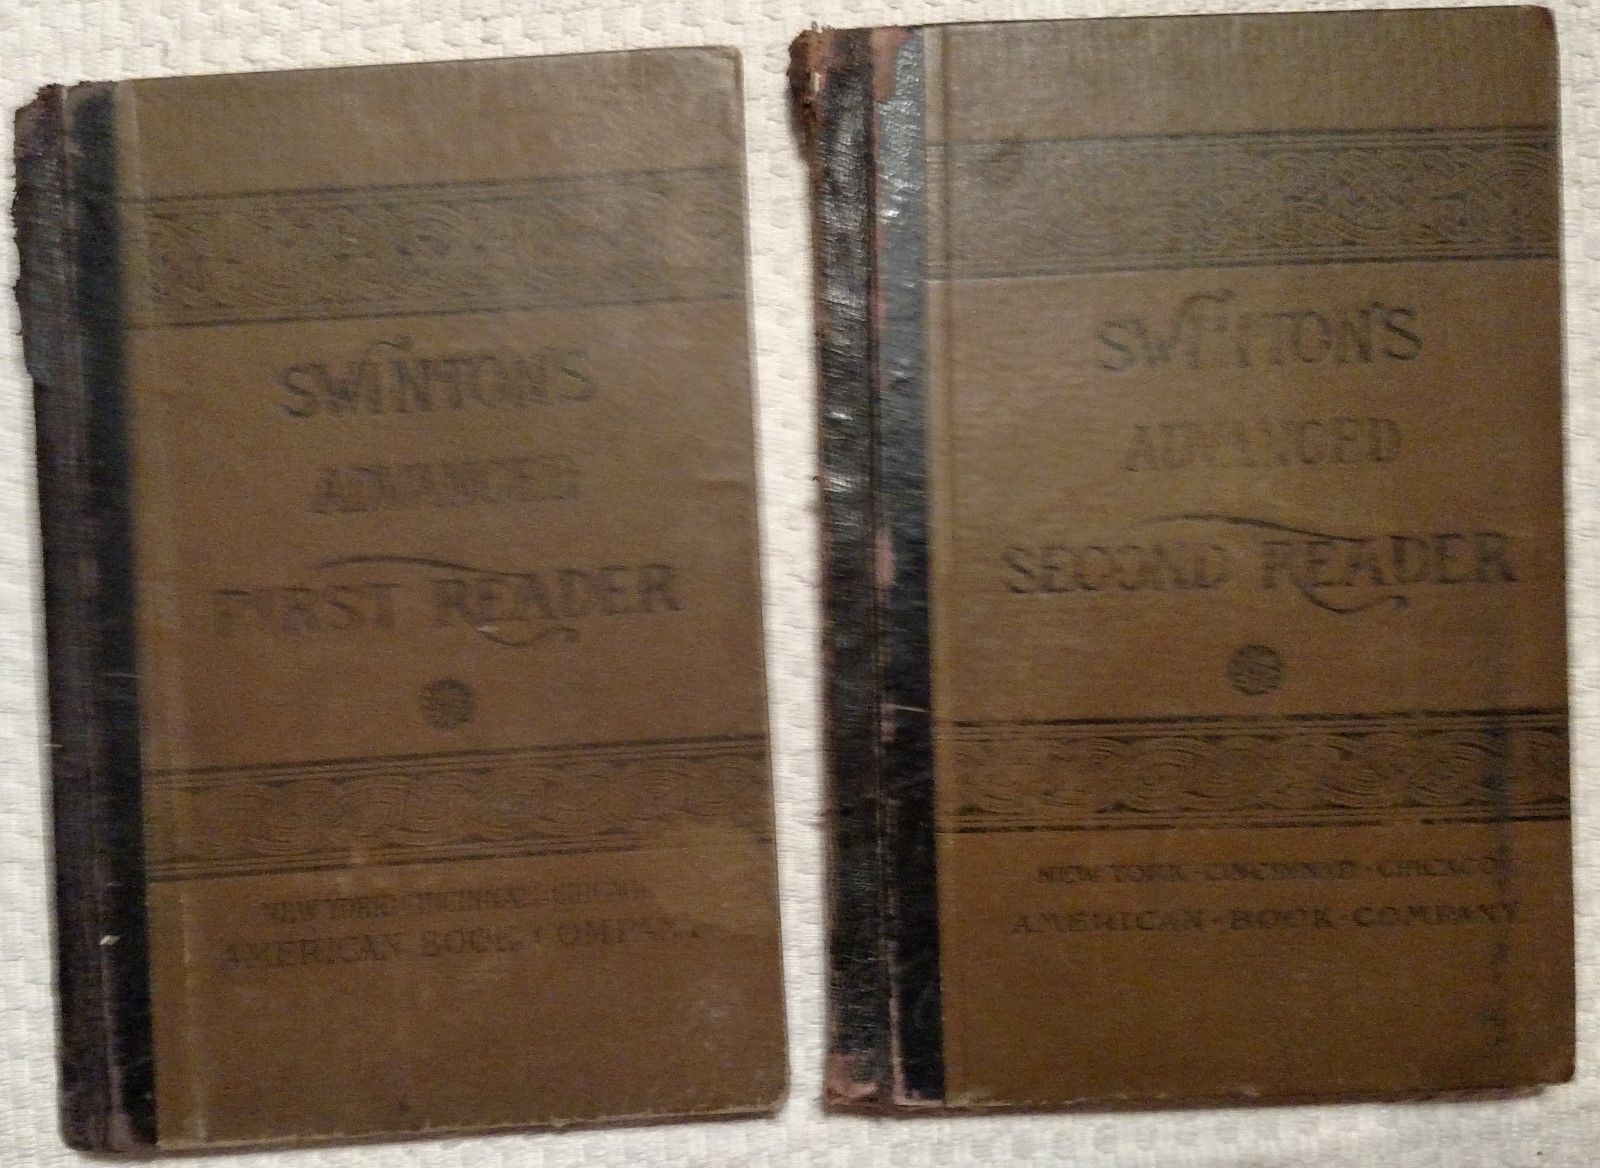 SWINTON'S
ADVANCED
FIRST READER
NEW YORK·CINCINNATI·CHICAGO
AMERICAN BOOK COMPANY
SWINTON'S
ADVANCED
SECOND READER
NEW YORK·CINCINNATI·CHICAGO
AMERICAN·BOOK COMPANY